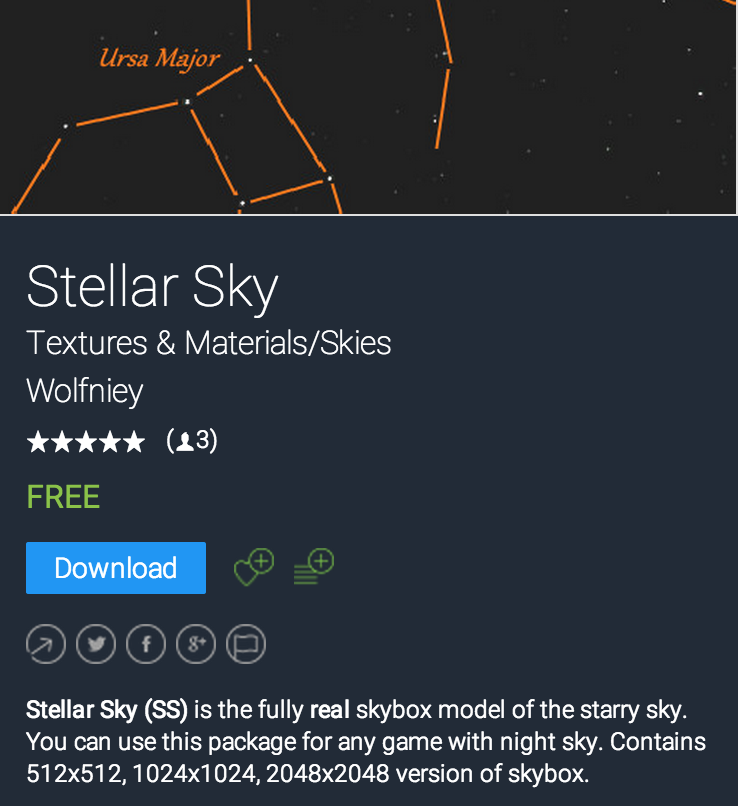 Ursa Major
Stellar Sky
Textures & Materials/Skies
Wolfniey
★★★★★ (3)
FREE
Download
f 8+
Stellar Sky (SS) is the fully real skybox model of the starry sky.
You can use this package for any game with night sky. Contains
512x512, 1024x1024, 2048x2048 version of skybox.